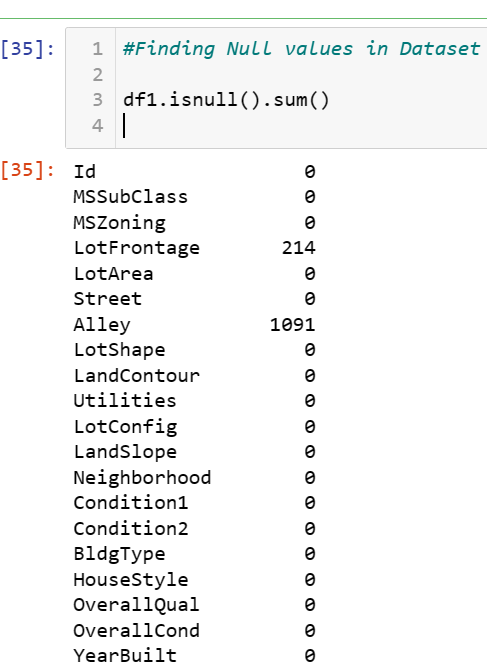 [35]: 1 #Finding Null values in Dataset
2
3 df1.isnull().sum()
4
[35]: Id 0
MSSubClass 0
MSZoning 0
LotFrontage 214
LotArea 0
Street 0
Alley 1091
LotShape 0
LandContour 0
Utilities 0
LotConfig 0
LandSlope 0
Neighborhood 0
Condition1 0
Condition2 0
BldgType 0
HouseStyle 0
OverallQual 0
OverallCond 0
YearBuilt 0